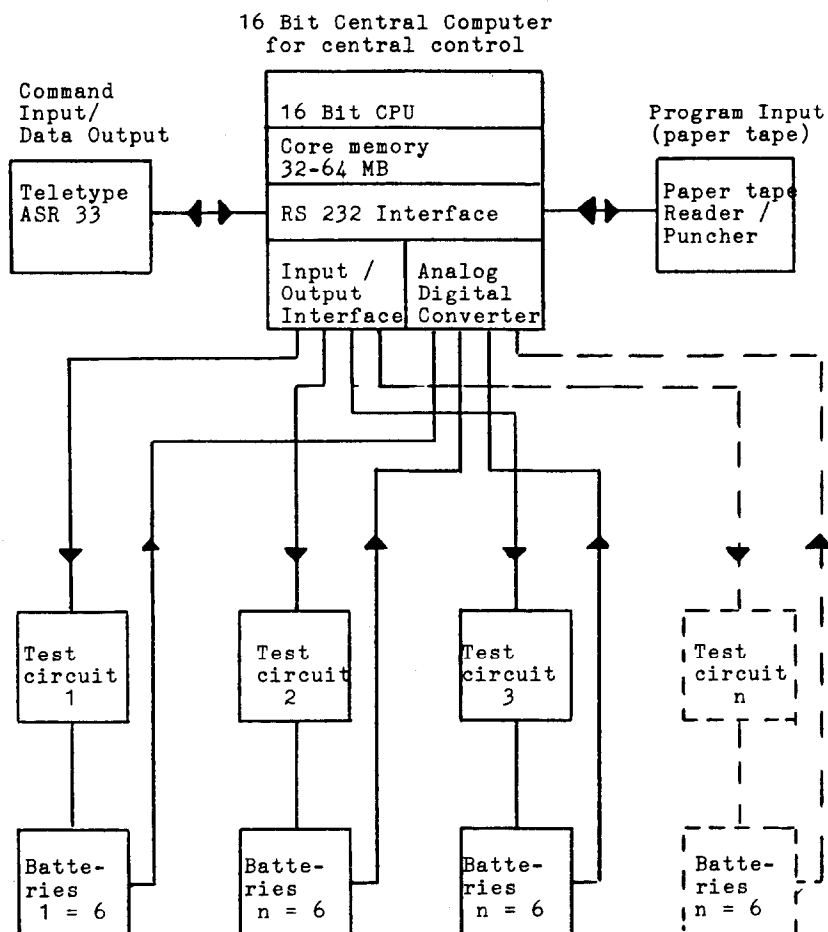 16 Bit Central Computer
for central control
Command
Input/
Data Output
Teletype
ASR 33
16 Bit CPU
Core memory
32-64 MB
RS 232 Interface
Input /
Output
Interface
Analog
Digital
Converter
Program Input
(paper tape)
Paper tape
Reader /
Puncher
Test
circuit
1
Test
circuit
2
Test
circuit
3
Test
circuit
n
Batte-
ries
1 = 6
Batte-
ries
n = 6
Batte-
ries
n = 6
Batte-
ries
n = 6